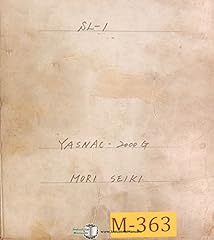 SL-1
YASNAC - 2000 G
MORI SEIKI
M-363